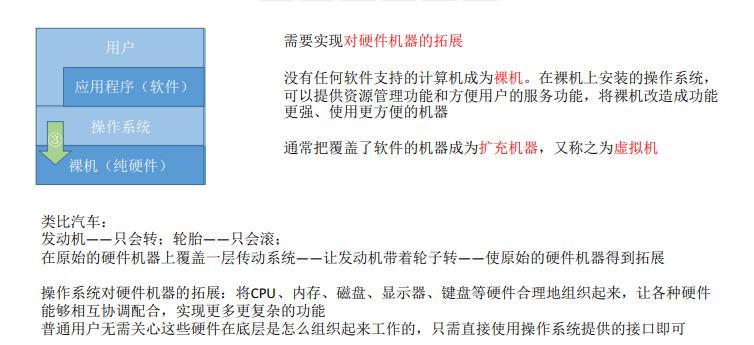 用户
应用程序（软件）
操作系统
③
裸机（纯硬件）
需要实现对硬件机器的拓展
没有任何软件支持的计算机成为裸机。在裸机上安装的操作系统，
可以提供资源管理功能和方便用户的服务功能，将裸机改造成功能
更强、使用更方便的机器
通常把覆盖了软件的机器成为扩充机器，又称之为虚拟机
类比汽车：
发动机——只会转；轮胎——只会滚；
在原始的硬件机器上覆盖一层传动系统——让发动机带着轮子转——使原始的硬件机器得到拓展
操作系统对硬件机器的拓展：将CPU、内存、磁盘、显示器、键盘等硬件合理地组织起来，让各种硬件
能够相互协调配合，实现更多更复杂的功能
普通用户无需关心这些硬件在底层是怎么组织起来工作的，只需直接使用操作系统提供的接口即可